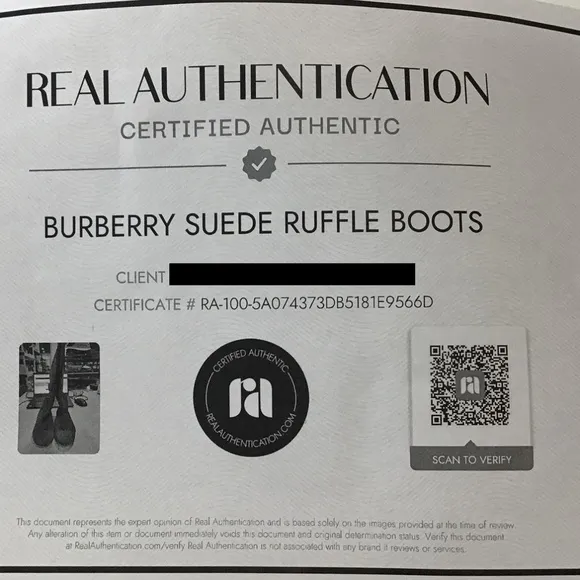 REAL AUTHENTICATION
CERTIFIED AUTHENTIC
BURBERRY SUEDE RUFFLE BOOTS
CLIENT
CERTIFICATE # RA-100-5A074373DB5181E9566D
CERTIFIED AUTHENTIC
ra
REALAUTHENTICATION.COM
ra
SCAN TO VERIFY
This document represents the expert opinion of Real Authentication and is based solely on the images provided at the time of review.
Any alteration of this item or document immediately voids this document and original determination status. Verify this document
at RealAuthentication.com/verify Real Authentication is not associated with any brand it reviews or services.